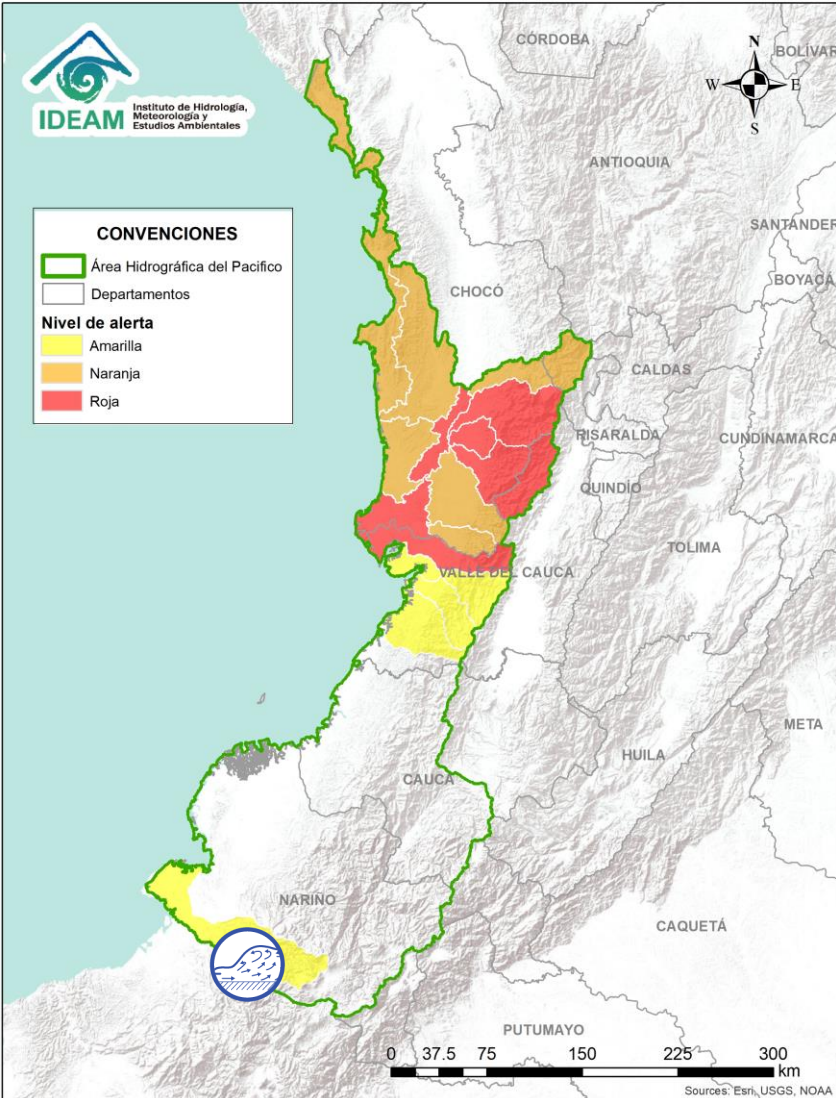 IDEAM
Instituto de Hidrología,
Meteorología y
Estudios Ambientales
CÓRDOBA
BOLÍVAR
N
W
E
S
ANTIOQUIA
SANTANDER
BOYACÁ
CONVENCIONES
Área Hidrográfica del Pacifico
Departamentos
Nivel de alerta
Amarilla
Naranja
Roja
CHOCÓ
CALDAS
RISARALDA
CUNDINAMARCA
QUINDÍO
TOLIMA
VALLE DEL CAUCA
META
HUILA
CAUCA
NARIÑO
CAQUETÁ
PUTUMAYO
0 37.5 75 150 225 300
km
Sources: Esri, USGS, NOAA